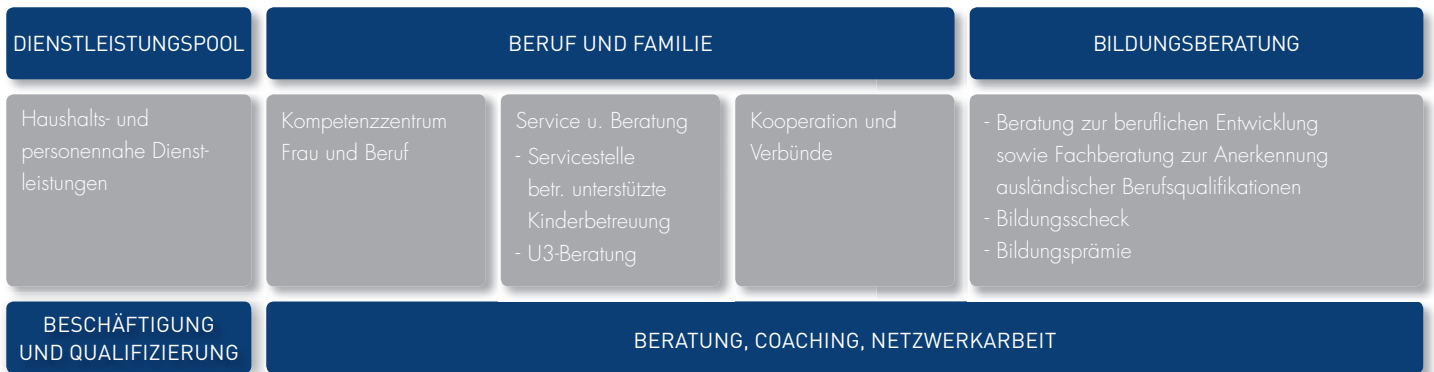 DIENSTLEISTUNGSPOOL
BERUF UND FAMILIE
BILDUNGSBERATUNG
Haushalts- und
personennahe Dienst-
leistungen
Kompetenzzentrum
Frau und Beruf
Service u. Beratung
- Servicestelle
betr. unterstützte
Kinderbetreuung
- U3-Beratung
Kooperation und
Verbünde
- Beratung zur beruflichen Entwicklung
sowie Fachberatung zur Anerkennung
ausländischer Berufsqualifikationen
- Bildungsscheck
- Bildungsprämie
BESCHÄFTIGUNG
UND QUALIFIZIERUNG
BERATUNG, COACHING, NETZWERKARBEIT